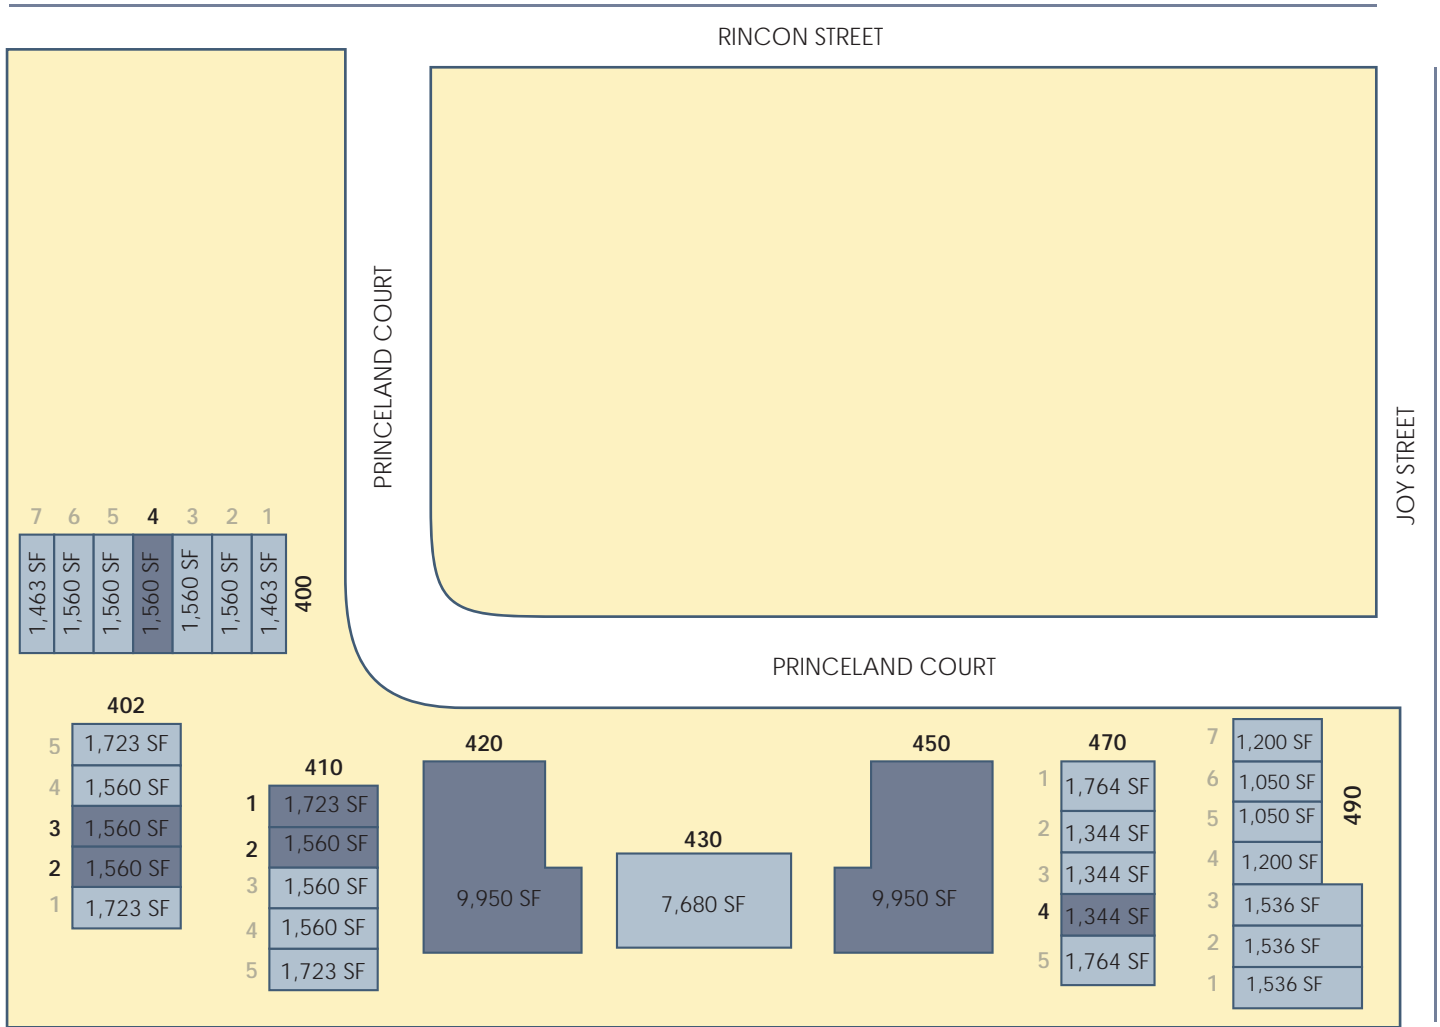 RINCON STREET
PRINCELAND COURT
JOY STREET
PRINCELAND COURT
7 6 5 4 3 2 1
1,463 SF
1,560 SF
1,560 SF
1,560 SF
1,560 SF
1,560 SF
1,463 SF
400
402
5 1,723 SF
4 1,560 SF
3 1,560 SF
2 1,560 SF
1 1,723 SF
410
1 1,723 SF
2 1,560 SF
3 1,560 SF
4 1,560 SF
5 1,723 SF
420
9,950 SF
430
7,680 SF
450
9,950 SF
470
1 1,764 SF
2 1,344 SF
3 1,344 SF
4 1,344 SF
5 1,764 SF
490
7 1,200 SF
6 1,050 SF
5 1,050 SF
4 1,200 SF
3 1,536 SF
2 1,536 SF
1 1,536 SF